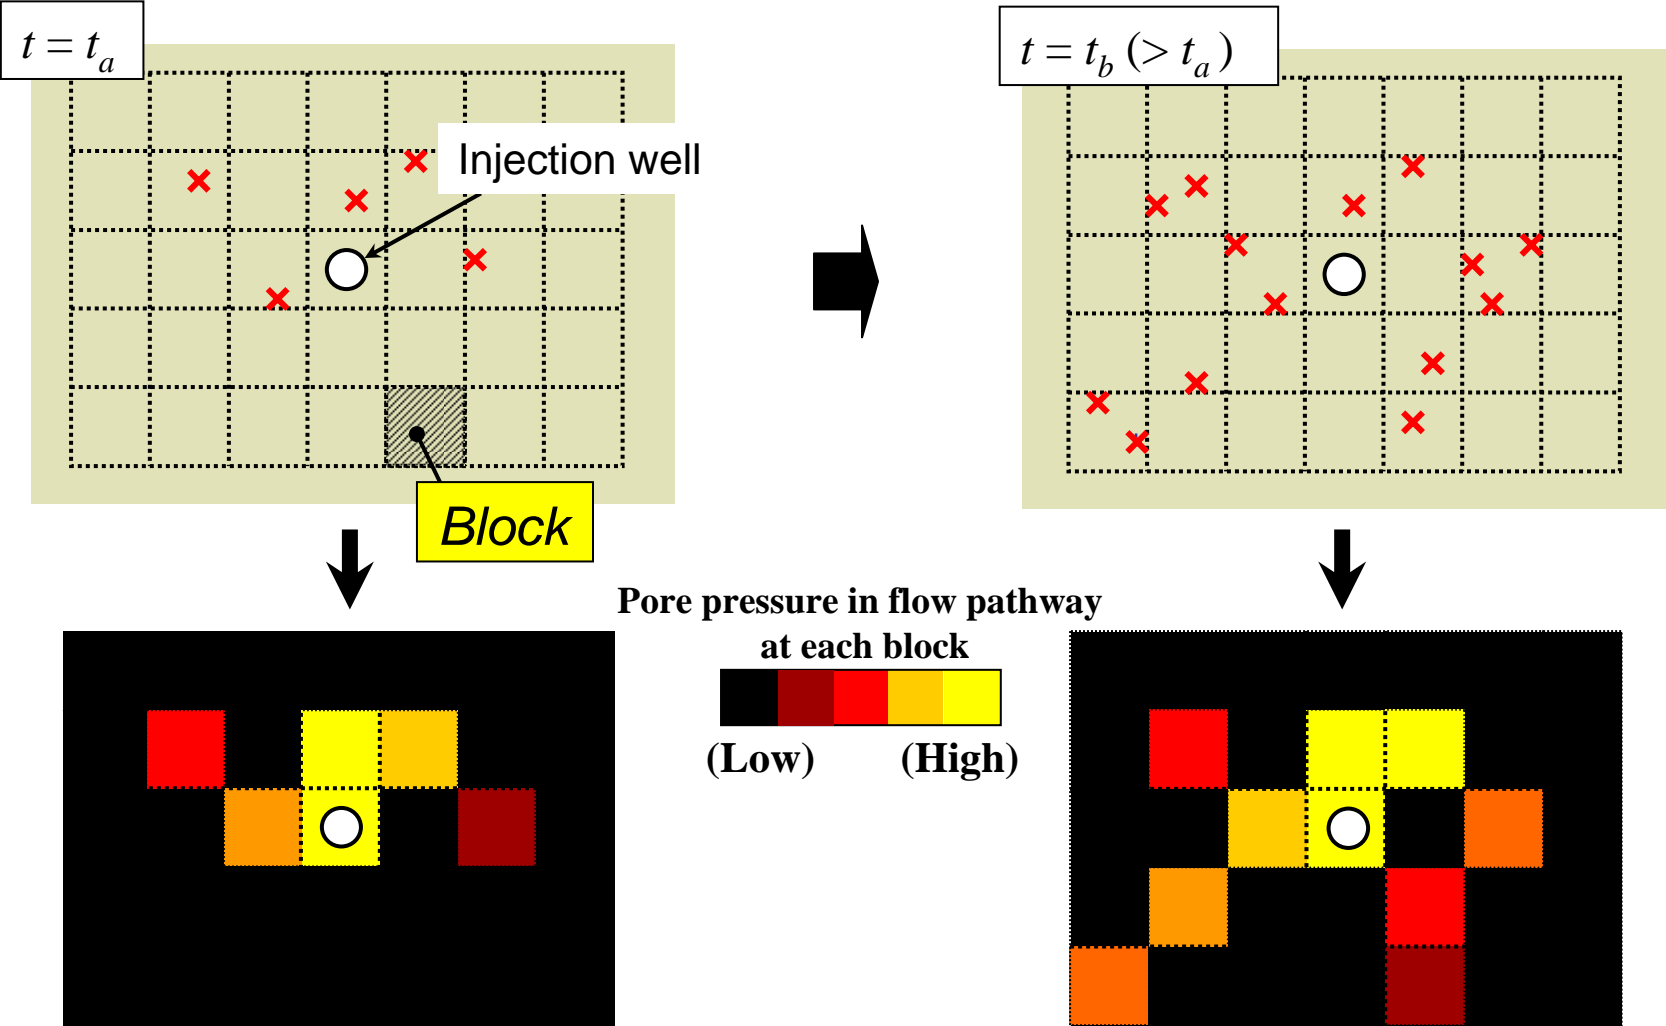 t = t_a
t = t_b (> t_a)
Injection well
Block
Pore pressure in flow pathway
at each block
(Low) (High)